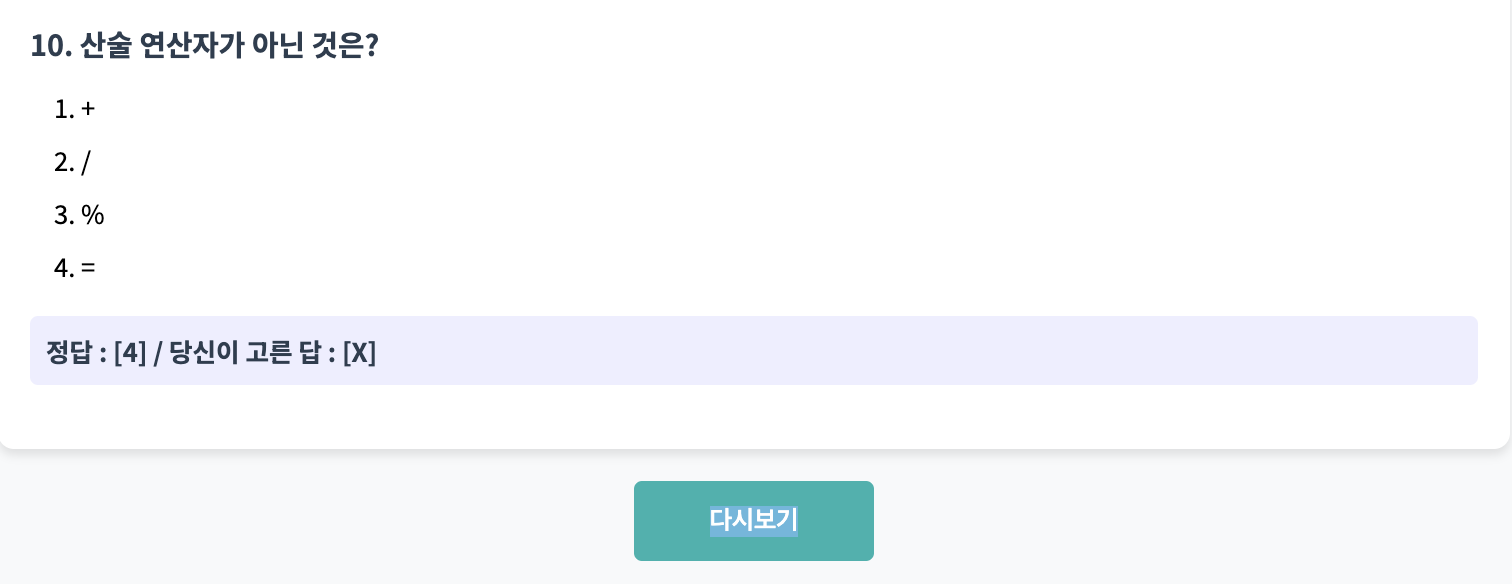 10. 산술 연산자가 아닌 것은?
1. +
2. /
3. %
4. =
정답 : [4] / 당신이 고른 답 : [X]
다시보기